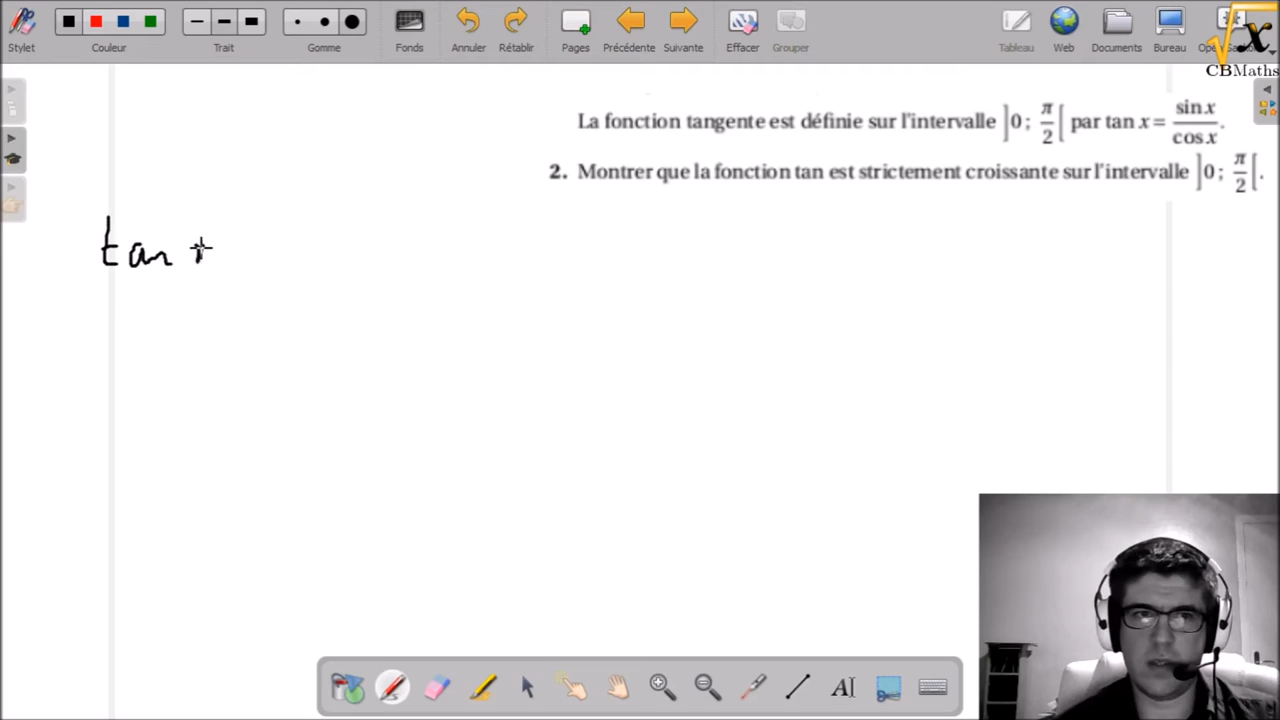 Stylet Couleur Trait Gomme Fonds Annuler Rétablir Pages Précédente Suivante Effacer Grouper Tableau Web Documents Bureau
CBMaths
La fonction tangente est définie sur l'intervalle ]0; π/2[ par tan x = sin x / cos x.
2. Montrer que la fonction tan est strictement croissante sur l'intervalle ]0; π/2[.
tan